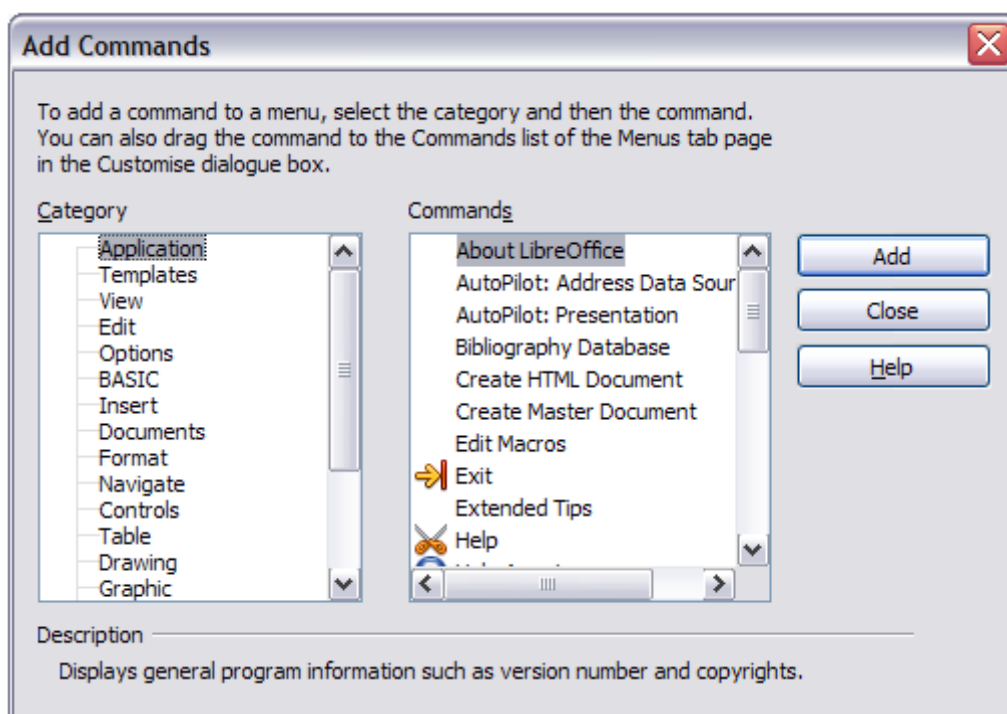 Add Commands
To add a command to a menu, select the category and then the command.
You can also drag the command to the Commands list of the Menus tab page
in the Customise dialogue box.
Category
Application
Templates
View
Edit
Options
BASIC
Insert
Documents
Format
Navigate
Controls
Table
Drawing
Graphic
Commands
About LibreOffice
AutoPilot: Address Data Sour
AutoPilot: Presentation
Bibliography Database
Create HTML Document
Create Master Document
Edit Macros
Exit
Extended Tips
Help
Add
Close
Help
Description
Displays general program information such as version number and copyrights.